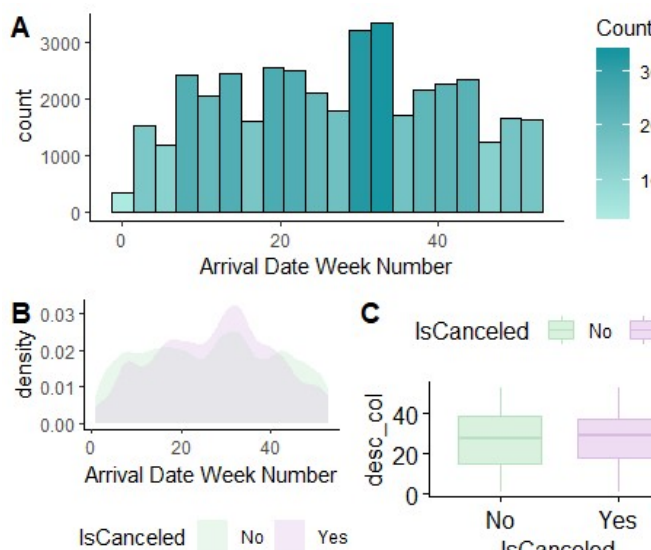 A
Count
3000
2000
1000
0
count
0 20 40
Arrival Date Week Number
B
0.03
0.02
0.01
0.00
density
0 20 40
Arrival Date Week Number
IsCanceled No Yes
C
IsCanceled No
40
20
0
desc_col
No Yes
IsCanceled